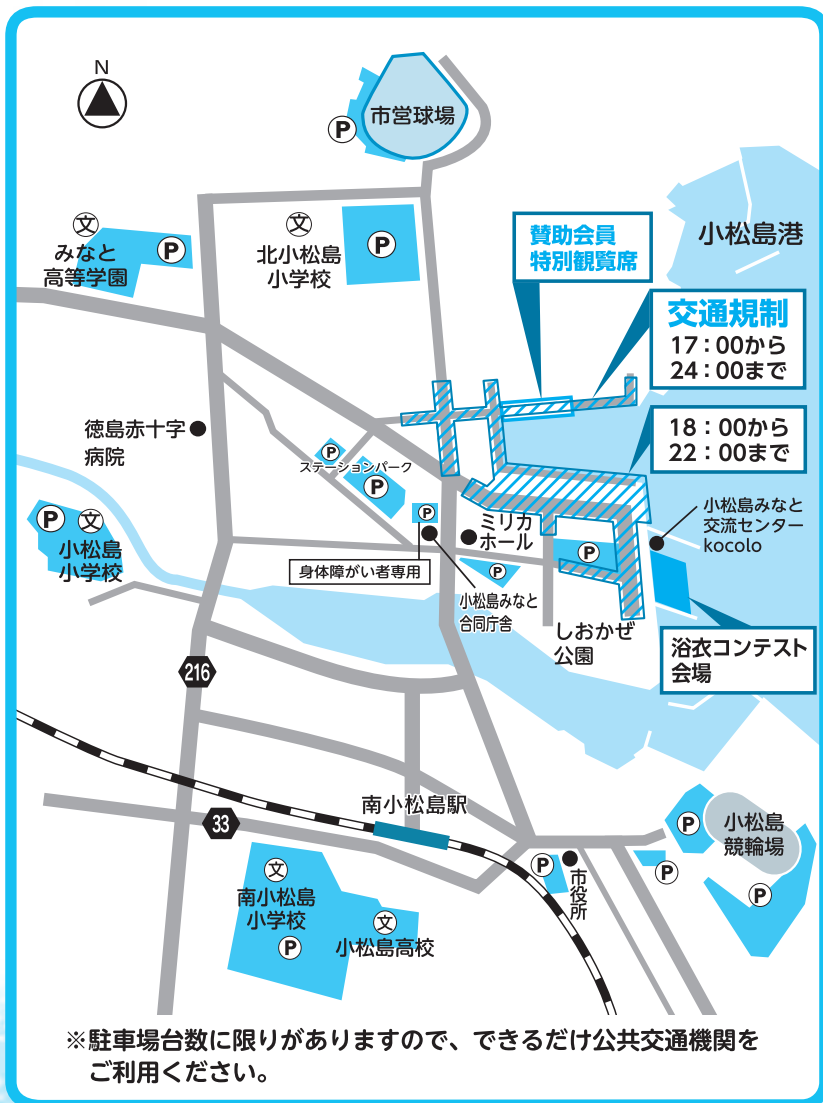 N
市営球場
P
文
みなと
高等学園
P
文
北小松島
小学校
P
賛助会員
特別観覧席
小松島港
交通規制
17：00から
24：00まで
18：00から
22：00まで
徳島赤十字
病院
P
ステーションパーク
P
P
身体障がい者専用
ミリカ
ホール
P
小松島みなと
合同庁舎
P
しおかぜ
公園
小松島みなと
交流センター
kocolo
浴衣コンテスト
会場
P
文
小松島
小学校
216
33
南小松島駅
文
南小松島
小学校
P
文
小松島高校
P
市役所
P
P
小松島
競輪場
P
※駐車場台数に限りがありますので、できるだけ公共交通機関を
ご利用ください。